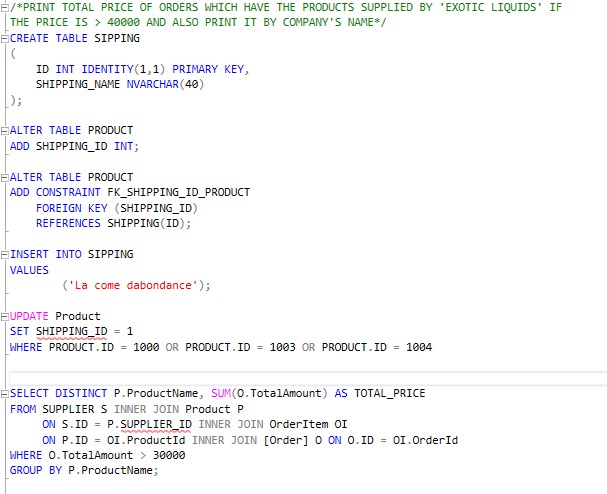 /*PRINT TOTAL PRICE OF ORDERS WHICH HAVE THE PRODUCTS SUPPLIED BY 'EXOTIC LIQUIDS' IF
THE PRICE IS > 40000 AND ALSO PRINT IT BY COMPANY'S NAME*/
CREATE TABLE SIPPING
(
ID INT IDENTITY(1,1) PRIMARY KEY,
SHIPPING_NAME NVARCHAR(40)
);
ALTER TABLE PRODUCT
ADD SHIPPING_ID INT;
ALTER TABLE PRODUCT
ADD CONSTRAINT FK_SHIPPING_ID_PRODUCT
FOREIGN KEY (SHIPPING_ID)
REFERENCES SHIPPING(ID);
INSERT INTO SIPPING
VALUES
('La come dabondance');
UPDATE Product
SET SHIPPING_ID = 1
WHERE PRODUCT.ID = 1000 OR PRODUCT.ID = 1003 OR PRODUCT.ID = 1004
SELECT DISTINCT P.ProductName, SUM(O.TotalAmount) AS TOTAL_PRICE
FROM SUPPLIER S INNER JOIN Product P
ON S.ID = P.SUPPLIER_ID INNER JOIN OrderItem OI
ON P.ID = OI.ProductId INNER JOIN [Order] O ON O.ID = OI.OrderId
WHERE O.TotalAmount > 30000
GROUP BY P.ProductName;